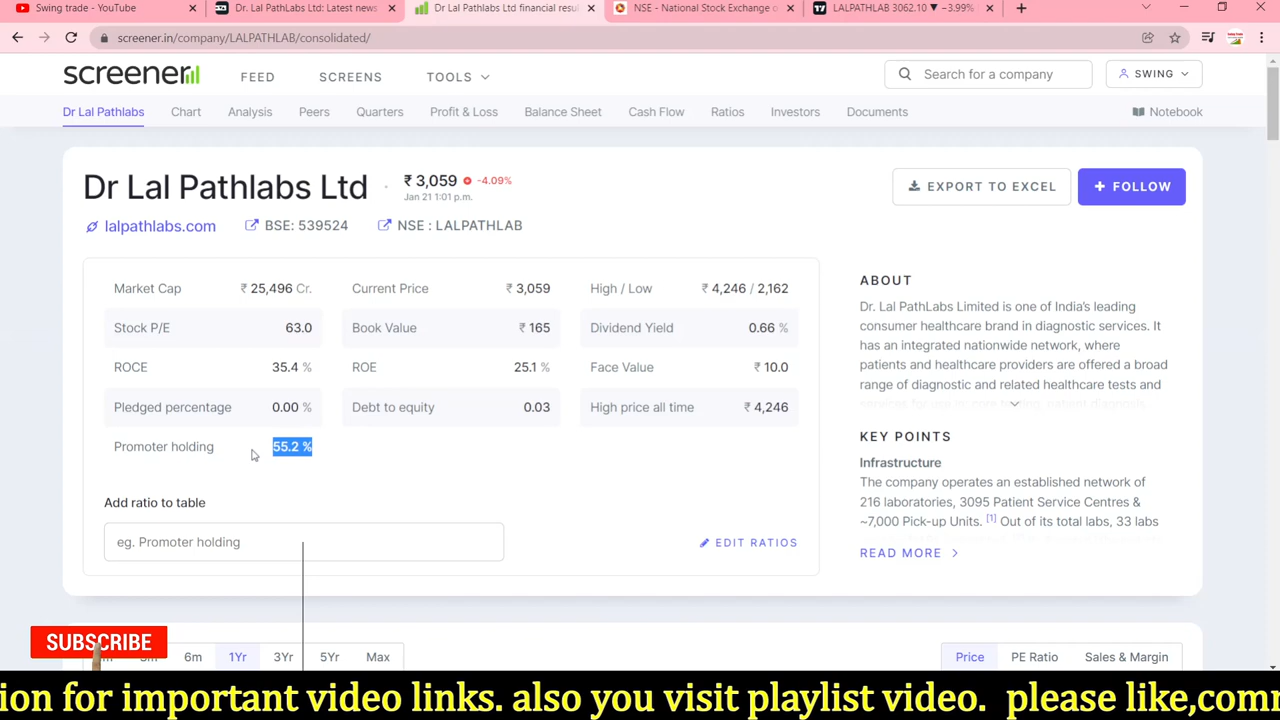 Swing trade - YouTube
Dr. Lal PathLabs Ltd: Latest news
Dr Lal Pathlabs Ltd financial resul
NSE - National Stock Exchange o
LALPATHLAB 3062.10 ▼ −3.99%
screener.in/company/LALPATHLAB/consolidated/
screener
FEED
SCREENS
TOOLS
Search for a company
SWING
Dr Lal Pathlabs
Chart
Analysis
Peers
Quarters
Profit & Loss
Balance Sheet
Cash Flow
Ratios
Investors
Documents
Notebook
Dr Lal Pathlabs Ltd
₹ 3,059
-4.09%
Jan 21 1:01 p.m.
EXPORT TO EXCEL
+ FOLLOW
lalpathlabs.com
BSE: 539524
NSE : LALPATHLAB
Market Cap ₹ 25,496 Cr.
Current Price ₹ 3,059
High / Low ₹ 4,246 / 2,162
Stock P/E 63.0
Book Value ₹ 165
Dividend Yield 0.66 %
ROCE 35.4 %
ROE 25.1 %
Face Value ₹ 10.0
Pledged percentage 0.00 %
Debt to equity 0.03
High price all time ₹ 4,246
Promoter holding 55.2 %
Add ratio to table
eg. Promoter holding
EDIT RATIOS
ABOUT
Dr. Lal PathLabs Limited is one of India's leading
consumer healthcare brand in diagnostic services. It
has an integrated nationwide network, where
patients and healthcare providers are offered a broad
range of diagnostic and related healthcare tests and
KEY POINTS
Infrastructure
The company operates an established network of
216 laboratories, 3095 Patient Service Centres &
~7,000 Pick-up Units. [1] Out of its total labs, 33 labs
READ MORE
SUBSCRIBE
6m
1Yr
3Yr
5Yr
Max
Price
PE Ratio
Sales & Margin
ion for important video links. also you visit playlist video. please like,comm